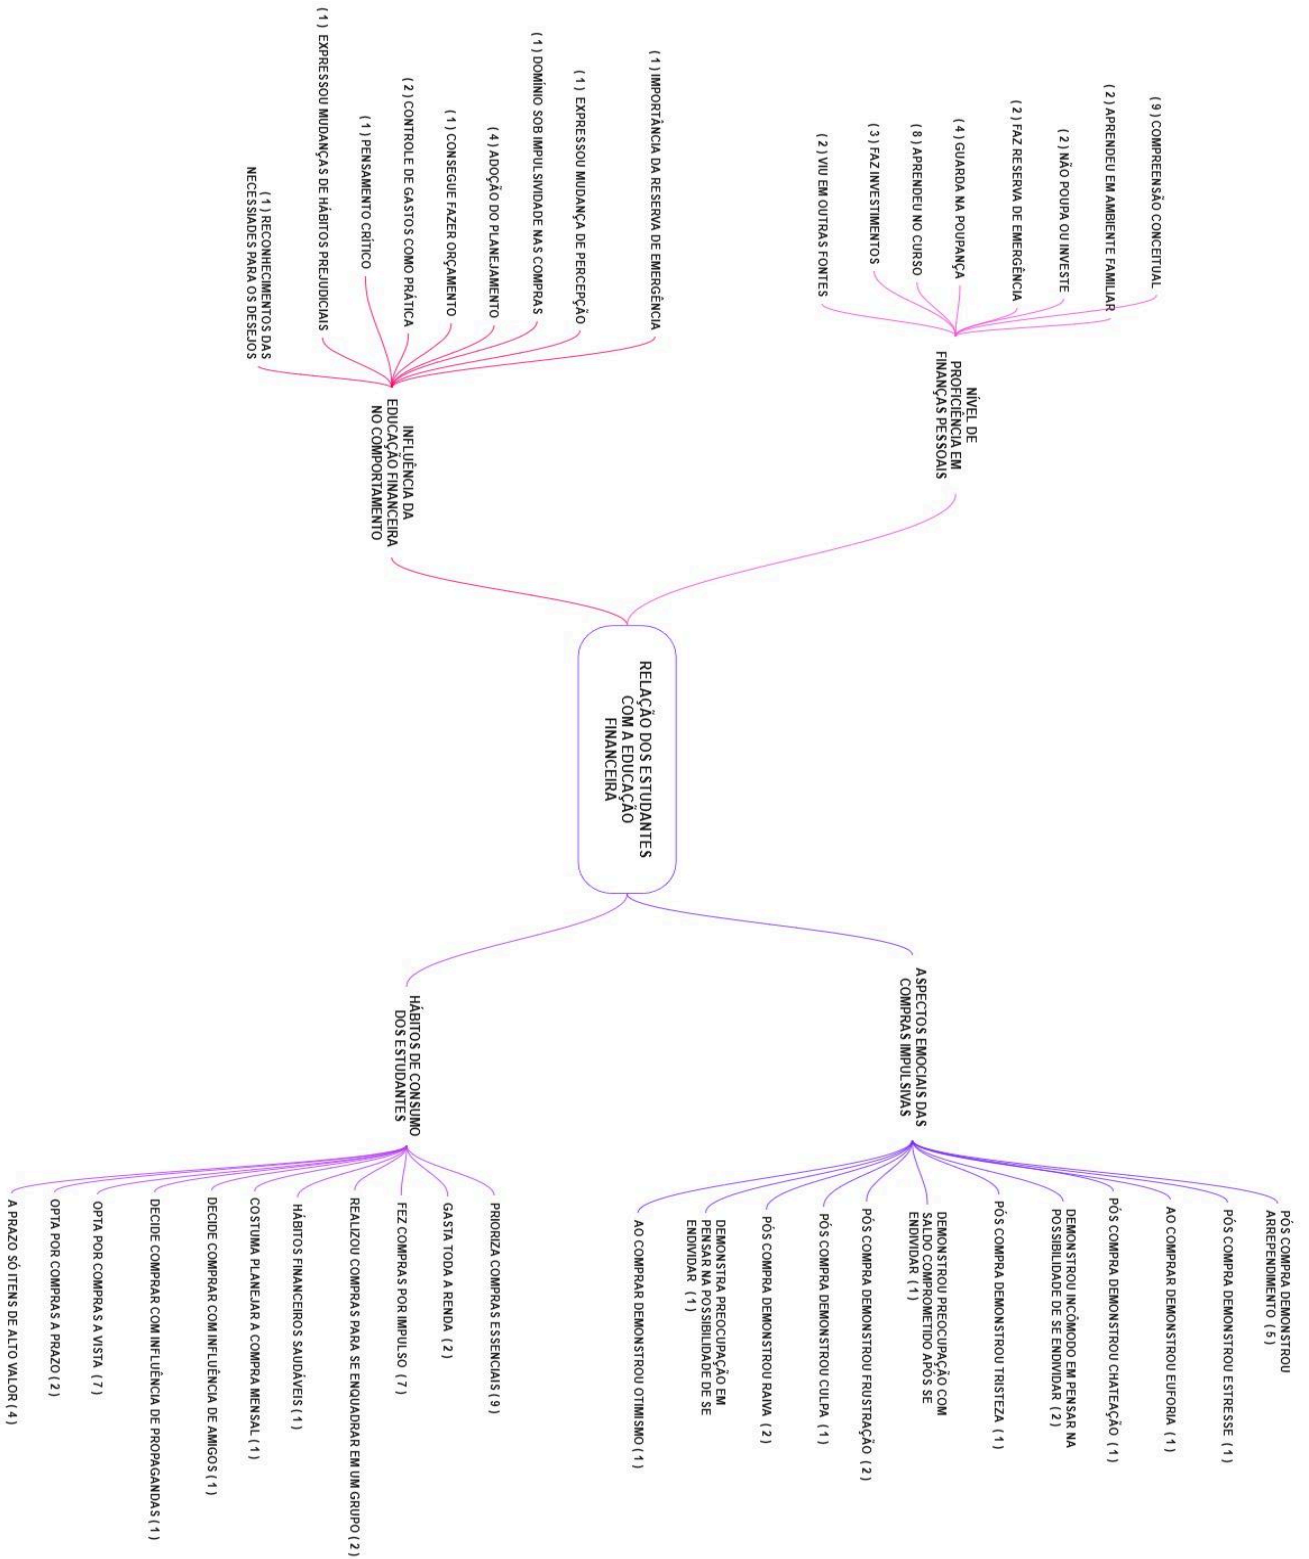 RELAÇÃO DOS ESTUDANTES
COM A EDUCAÇÃO
FINANCEIRA
NÍVEL DE
PROFICIÊNCIA EM
FINANÇAS PESSOAIS
( 9 ) COMPREENSÃO CONCEITUAL
( 2 ) APRENDEU EM AMBIENTE FAMILIAR
( 2 ) NÃO POUPA OU INVESTE
( 2 ) FAZ RESERVA DE EMERGÊNCIA
( 4 ) GUARDA NA POUPANÇA
( 8 ) APRENDEU NO CURSO
( 3 ) FAZ INVESTIMENTOS
( 2 ) VIU EM OUTRAS FONTES
INFLUÊNCIA DA
EDUCAÇÃO FINANCEIRA
NO COMPORTAMENTO
( 1 ) IMPORTÂNCIA DA RESERVA DE EMERGÊNCIA
( 1 ) EXPRESSOU MUDANÇA DE PERCEPÇÃO
( 1 ) DOMÍNIO SOB IMPULSIVIDADE NAS COMPRAS
( 4 ) ADOÇÃO DO PLANEJAMENTO
( 1 ) CONSEGUE FAZER ORÇAMENTO
( 2 ) CONTROLE DE GASTOS COMO PRÁTICA
( 1 ) PENSAMENTO CRÍTICO
( 1 ) EXPRESSOU MUDANÇAS DE HÁBITOS PREJUDICIAIS
( 1 ) RECONHECIMENTOS DAS
NECESSIADES PARA OS DESEJOS
ASPECTOS EMOCIAIS DAS
COMPRAS IMPULSIVAS
PÓS COMPRA DEMONSTROU
ARREPENDIMENTO ( 5 )
PÓS COMPRA DEMONSTROU ESTRESSE ( 1 )
AO COMPRAR DEMONSTROU EUFORIA ( 1 )
PÓS COMPRA DEMONSTROU CHATEAÇÃO ( 1 )
DEMONSTROU INCÔMODO EM PENSAR NA
POSSIBILIDADE DE SE ENDIVIDAR ( 2 )
PÓS COMPRA DEMONSTROU TRISTEZA ( 1 )
DEMONSTROU PREOCUPAÇÃO COM
SALDO COMPROMETIDO APÓS SE
ENDIVIDAR ( 1 )
PÓS COMPRA DEMONSTROU FRUSTRAÇÃO ( 2 )
PÓS COMPRA DEMONSTROU CULPA ( 1 )
PÓS COMPRA DEMONSTROU RAIVA ( 2 )
DEMONSTRA PREOCUPAÇÃO EM
PENSAR NA POSSIBILIDADE DE SE
ENDIVIDAR ( 1 )
AO COMPRAR DEMONSTROU OTIMISMO ( 1 )
HÁBITOS DE CONSUMO
DOS ESTUDANTES
PRIORIZA COMPRAS ESSENCIAIS ( 9 )
GASTA TODA A RENDA ( 2 )
FEZ COMPRAS POR IMPULSO ( 7 )
REALIZOU COMPRAS PARA SE ENQUADRAR EM UM GRUPO ( 2 )
HÁBITOS FINANCEIROS SAUDÁVEIS ( 1 )
COSTUMA PLANEJAR A COMPRA MENSAL ( 1 )
DECIDE COMPRAR COM INFLUÊNCIA DE AMIGOS ( 1 )
DECIDE COMPRAR COM INFLUÊNCIA DE PROPAGANDAS ( 1 )
OPTA POR COMPRAS A VISTA ( 7 )
OPTA POR COMPRAS A PRAZO ( 2 )
A PRAZO SÓ ITENS DE ALTO VALOR ( 4 )